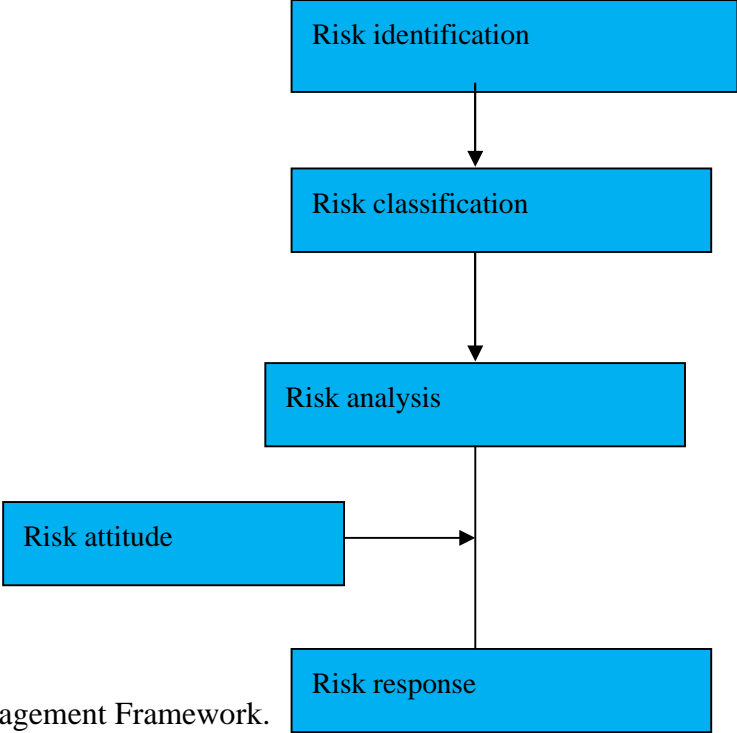 Risk identification
Risk classification
Risk analysis
Risk attitude
Risk response
agement Framework.